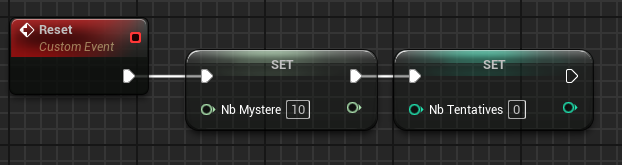 Reset
Custom Event
SET
Nb Mystere 10
SET
Nb Tentatives 0